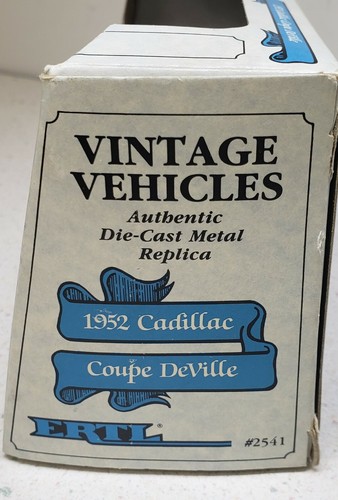 VINTAGE
VEHICLES
Authentic
Die-Cast Metal
Replica
1952 Cadillac
Coupe DeVille
ERTL®
#2541